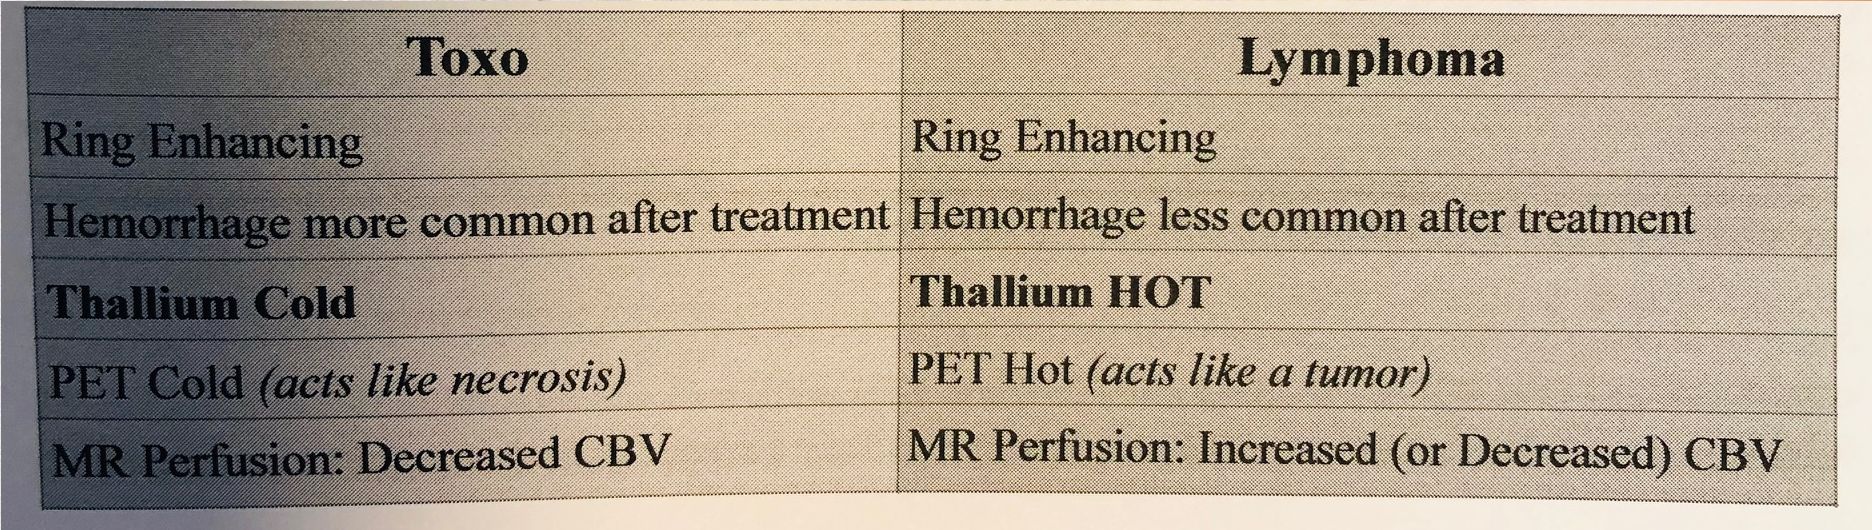 Toxo Lymphoma
Ring Enhancing Ring Enhancing
Hemorrhage more common after treatment Hemorrhage less common after treatment
Thallium Cold Thallium HOT
PET Cold (acts like necrosis) PET Hot (acts like a tumor)
MR Perfusion: Decreased CBV MR Perfusion: Increased (or Decreased) CBV